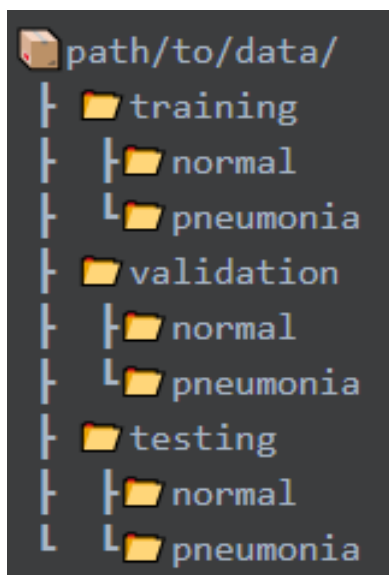 path/to/data/
training
normal
pneumonia
validation
normal
pneumonia
testing
normal
pneumonia